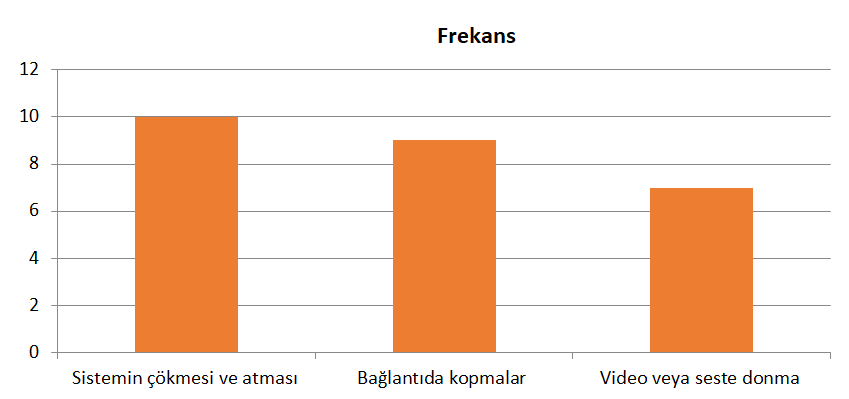 Frekans
12
10
8
6
4
2
0
Sistemin çökmesi ve atması
Bağlantıda kopmalar
Video veya seste donma